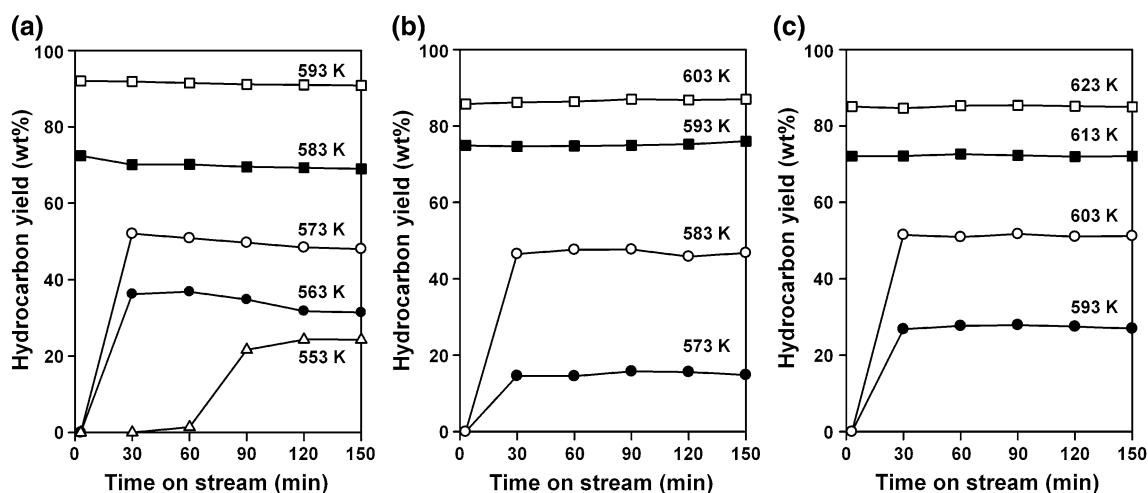 (a)
Hydrocarbon yield (wt%)
100
80
60
40
20
0
593 K
583 K
573 K
563 K
553 K
0 30 60 90 120 150
Time on stream (min)
(b)
Hydrocarbon yield (wt%)
100
80
60
40
20
0
603 K
593 K
583 K
573 K
0 30 60 90 120 150
Time on stream (min)
(c)
Hydrocarbon yield (wt%)
100
80
60
40
20
0
623 K
613 K
603 K
593 K
0 30 60 90 120 150
Time on stream (min)